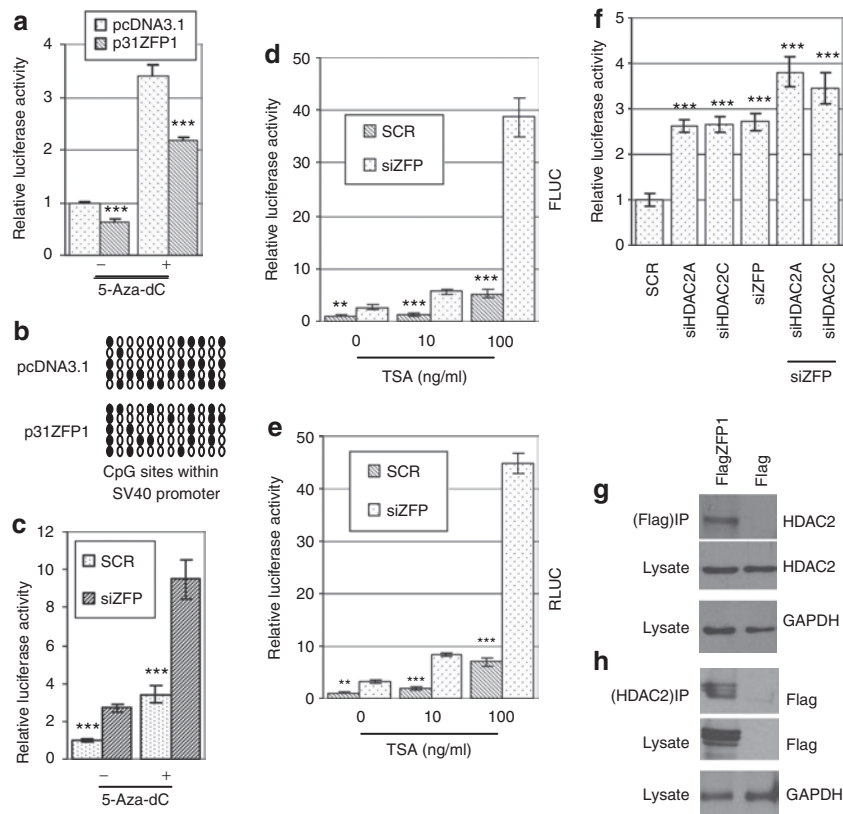 a
pcDNA3.1
p31ZFP1
Relative luciferase activity
4
3
2
1
0
***
***
– +
5-Aza-dC
b
pcDNA3.1
p31ZFP1
CpG sites within
SV40 promoter
c
SCR
siZFP
Relative luciferase activity
12
10
8
6
4
2
0
***
***
– +
5-Aza-dC
d
SCR
siZFP
Relative luciferase activity
50
40
30
20
10
0
** *** ***
0 10 100
TSA (ng/ml)
FLUC
e
SCR
siZFP
Relative luciferase activity
50
40
30
20
10
0
** *** ***
0 10 100
TSA (ng/ml)
RLUC
f
Relative luciferase activity
5
4
3
2
1
0
*** *** *** *** ***
SCR
siHDAC2A
siHDAC2C
siZFP
siHDAC2A
siHDAC2C
siZFP
g
FlagZFP1
Flag
(Flag)IP HDAC2
Lysate HDAC2
Lysate GAPDH
h
(HDAC2)IP Flag
Lysate Flag
Lysate GAPDH